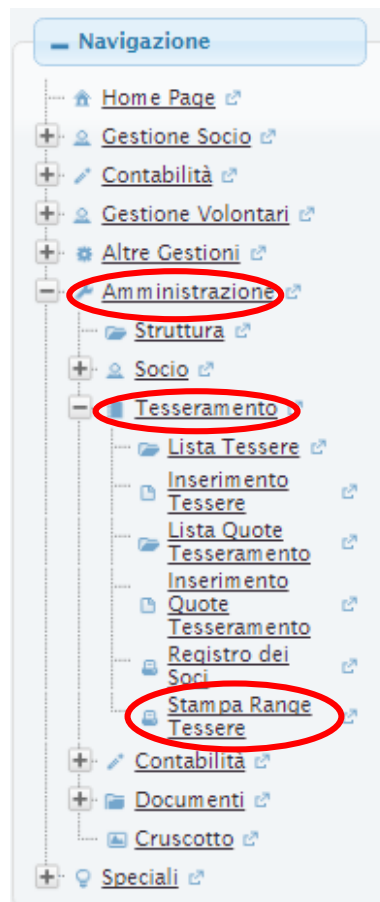 Navigazione
Home Page
Gestione Socio
Contabilità
Gestione Volontari
Altre Gestioni
Amministrazione
Struttura
Socio
Tesseramento
Lista Tessere
Inserimento
Tessere
Lista Quote
Tesseramento
Inserimento
Quote
Tesseramento
Registro dei
Soci
Stampa Range
Tessere
Contabilità
Documenti
Cruscotto
Speciali